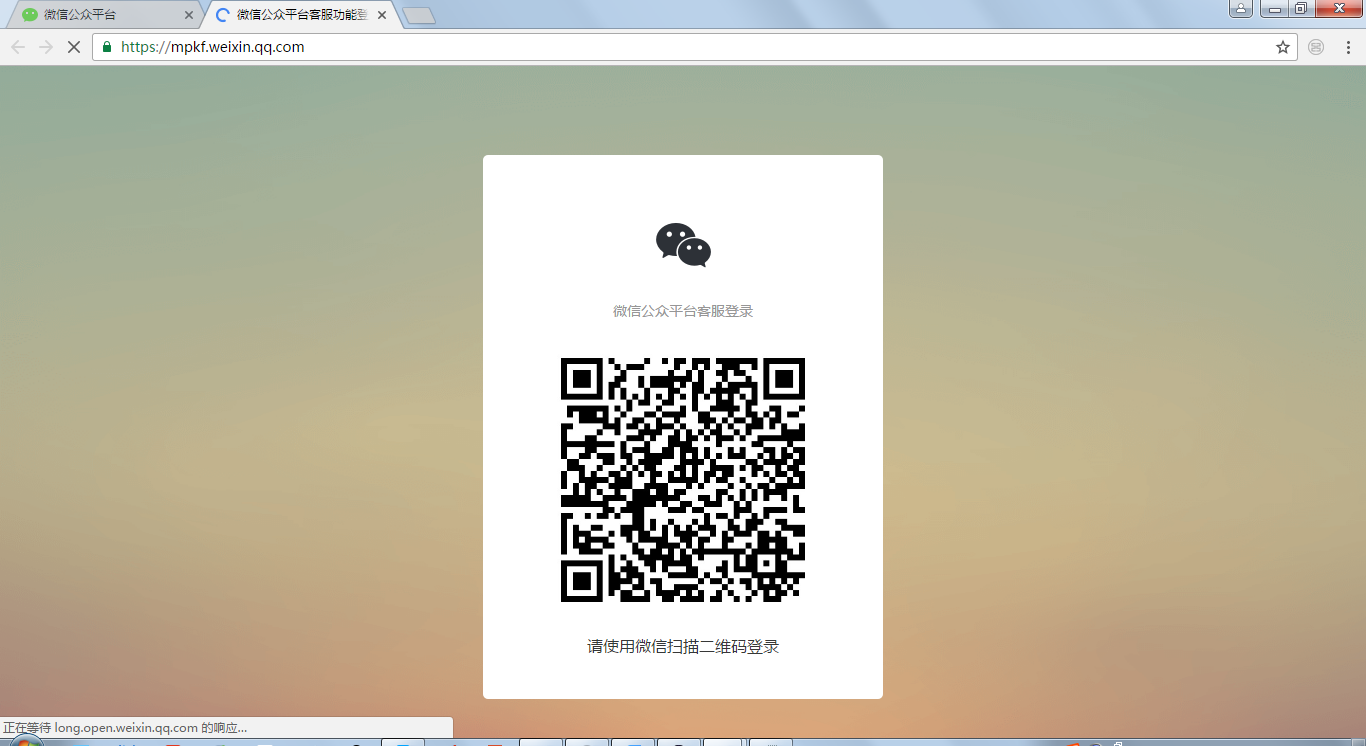 微信公众平台
微信公众平台客服功能登
https://mpkf.weixin.qq.com
微信公众平台客服登录
请使用微信扫描二维码登录
正在等待 long.open.weixin.qq.com 的响应...